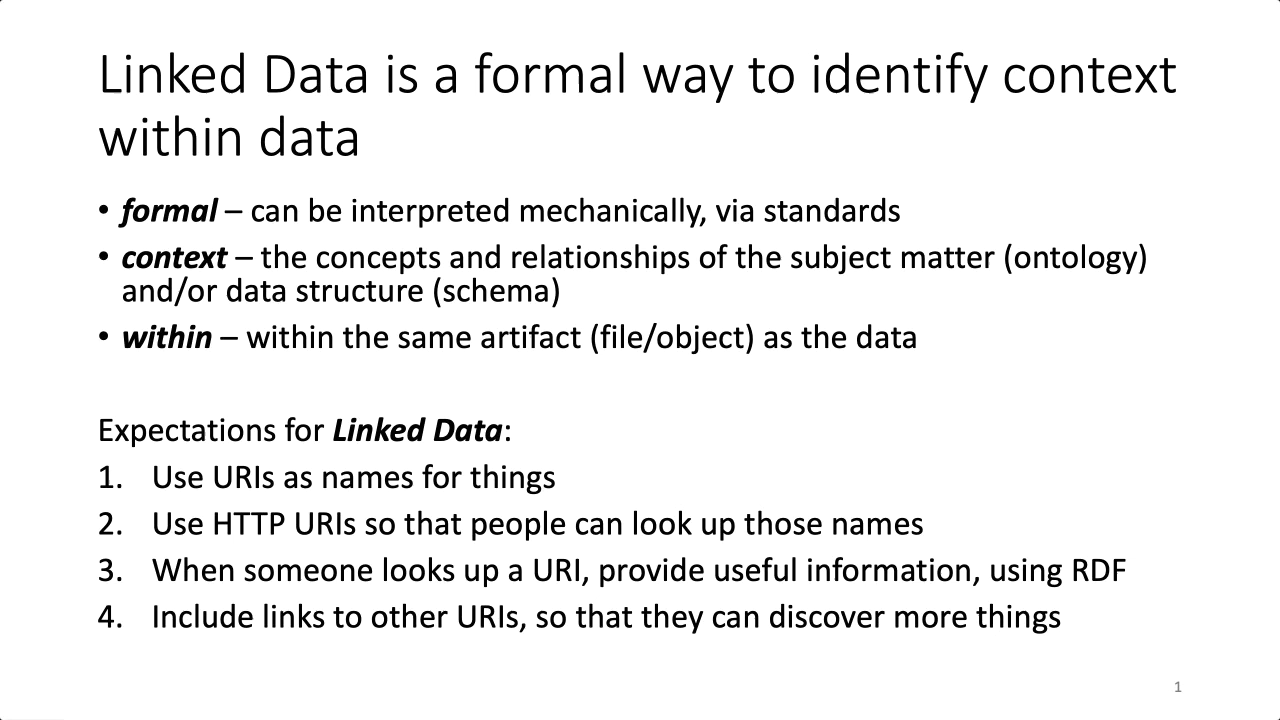 Linked Data is a formal way to identify context
within data
• formal – can be interpreted mechanically, via standards
• context – the concepts and relationships of the subject matter (ontology)
and/or data structure (schema)
• within – within the same artifact (file/object) as the data
Expectations for Linked Data:
1. Use URIs as names for things
2. Use HTTP URIs so that people can look up those names
3. When someone looks up a URI, provide useful information, using RDF
4. Include links to other URIs, so that they can discover more things
1